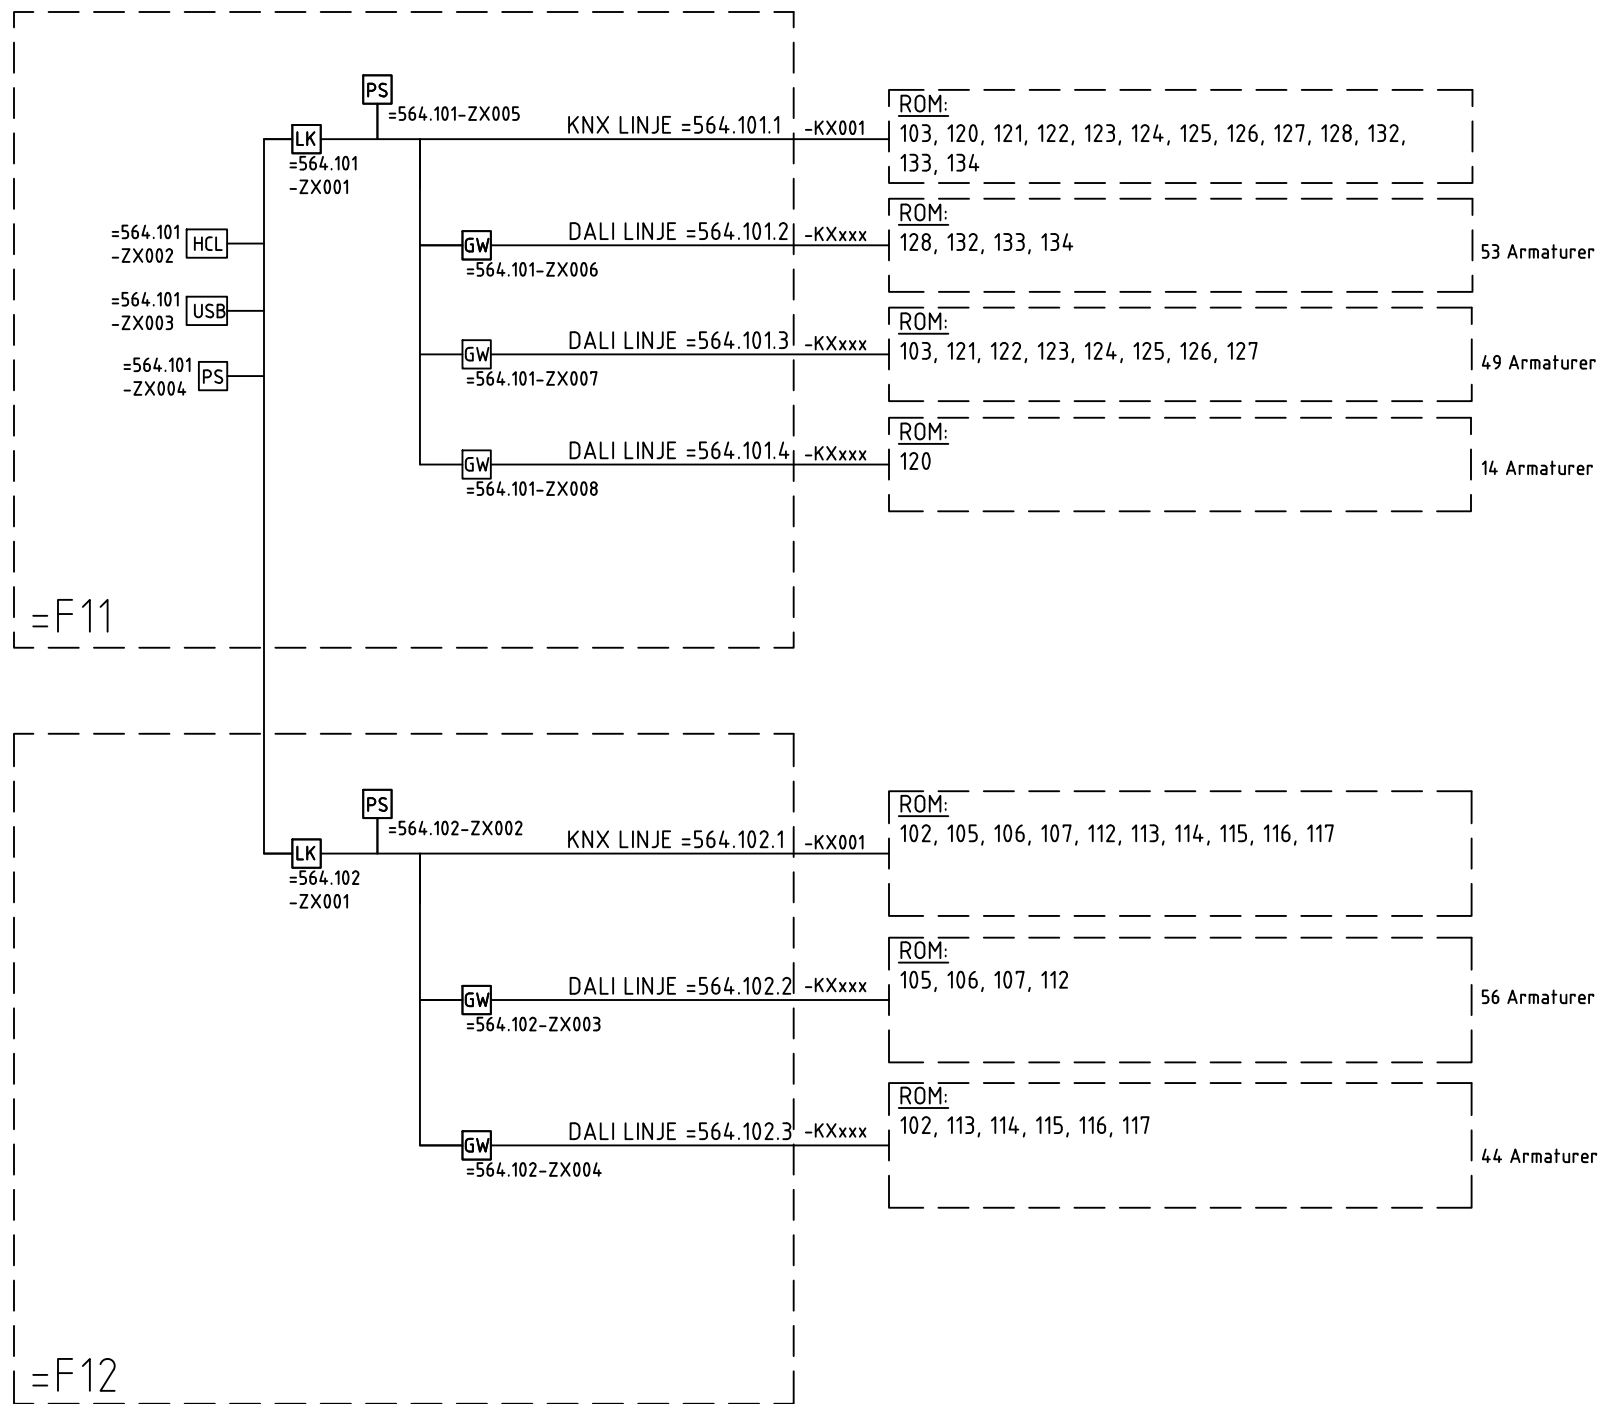 PS
=564.101-ZX005
KNX LINJE =564.101.1
-KX001
ROM:
103, 120, 121, 122, 123, 124, 125, 126, 127, 128, 132,
133, 134
LK
=564.101
-ZX001
=564.101
-ZX002
HCL
GW
=564.101-ZX006
DALI LINJE =564.101.2
-KXxxx
ROM:
128, 132, 133, 134
53 Armaturer
=564.101
-ZX003
USB
GW
=564.101-ZX007
DALI LINJE =564.101.3
-KXxxx
ROM:
103, 121, 122, 123, 124, 125, 126, 127
49 Armaturer
=564.101
-ZX004
PS
GW
=564.101-ZX008
DALI LINJE =564.101.4
-KXxxx
ROM:
120
14 Armaturer
=F11
PS
=564.102-ZX002
KNX LINJE =564.102.1
-KX001
ROM:
102, 105, 106, 107, 112, 113, 114, 115, 116, 117
LK
=564.102
-ZX001
GW
=564.102-ZX003
DALI LINJE =564.102.2
-KXxxx
ROM:
105, 106, 107, 112
56 Armaturer
GW
=564.102-ZX004
DALI LINJE =564.102.3
-KXxxx
ROM:
102, 113, 114, 115, 116, 117
44 Armaturer
=F12